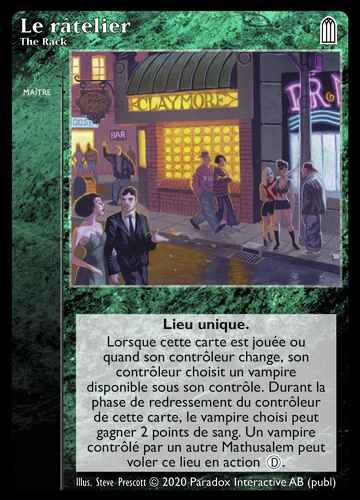 Le râtelier
The Rack
MAÎTRE
CLAYMORE
BAR
Lieu unique.
Lorsque cette carte est jouée ou
quand son contrôleur change, son
contrôleur choisit un vampire
disponible sous son contrôle. Durant la
phase de redressement du contrôleur
de cette carte, le vampire choisi peut
gagner 2 points de sang. Un vampire
contrôlé par un autre Mathusalem peut
voler ce lieu en action Ⓓ.
Illus. Steve Prescott © 2020 Paradox Interactive AB (publ)